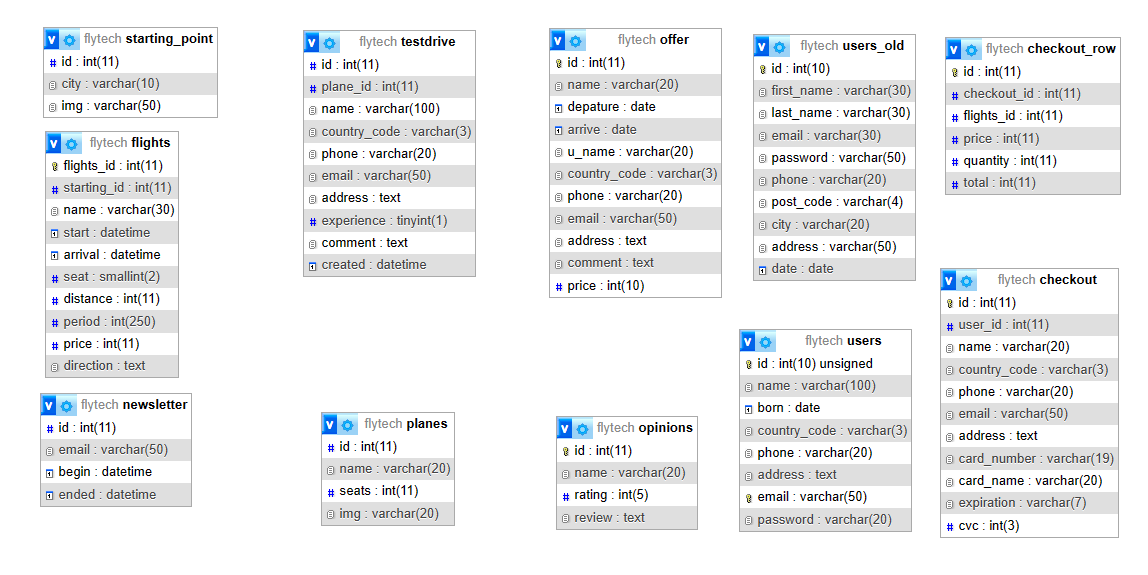 flytech starting_point
id : int(11)
city : varchar(10)
img : varchar(50)
flytech flights
flights_id : int(11)
starting_id : int(11)
name : varchar(30)
start : datetime
arrival : datetime
seat : smallint(2)
distance : int(11)
period : int(250)
price : int(11)
direction : text
flytech newsletter
id : int(11)
email : varchar(50)
begin : datetime
ended : datetime
flytech testdrive
id : int(11)
plane_id : int(11)
name : varchar(100)
country_code : varchar(3)
phone : varchar(20)
email : varchar(50)
address : text
experience : tinyint(1)
comment : text
created : datetime
flytech planes
id : int(11)
name : varchar(20)
seats : int(11)
img : varchar(20)
flytech offer
id : int(11)
name : varchar(20)
depature : date
arrive : date
u_name : varchar(20)
country_code : varchar(3)
phone : varchar(20)
email : varchar(50)
address : text
comment : text
price : int(10)
flytech opinions
id : int(11)
name : varchar(20)
rating : int(5)
review : text
flytech users_old
id : int(10)
first_name : varchar(30)
last_name : varchar(30)
email : varchar(30)
password : varchar(50)
phone : varchar(20)
post_code : varchar(4)
city : varchar(20)
address : varchar(50)
date : date
flytech users
id : int(10) unsigned
name : varchar(100)
born : date
country_code : varchar(3)
phone : varchar(20)
address : text
email : varchar(50)
password : varchar(20)
flytech checkout_row
id : int(11)
checkout_id : int(11)
flights_id : int(11)
price : int(11)
quantity : int(11)
total : int(11)
flytech checkout
id : int(11)
user_id : int(11)
name : varchar(20)
country_code : varchar(3)
phone : varchar(20)
email : varchar(50)
address : text
card_number : varchar(19)
card_name : varchar(20)
expiration : varchar(7)
cvc : int(3)